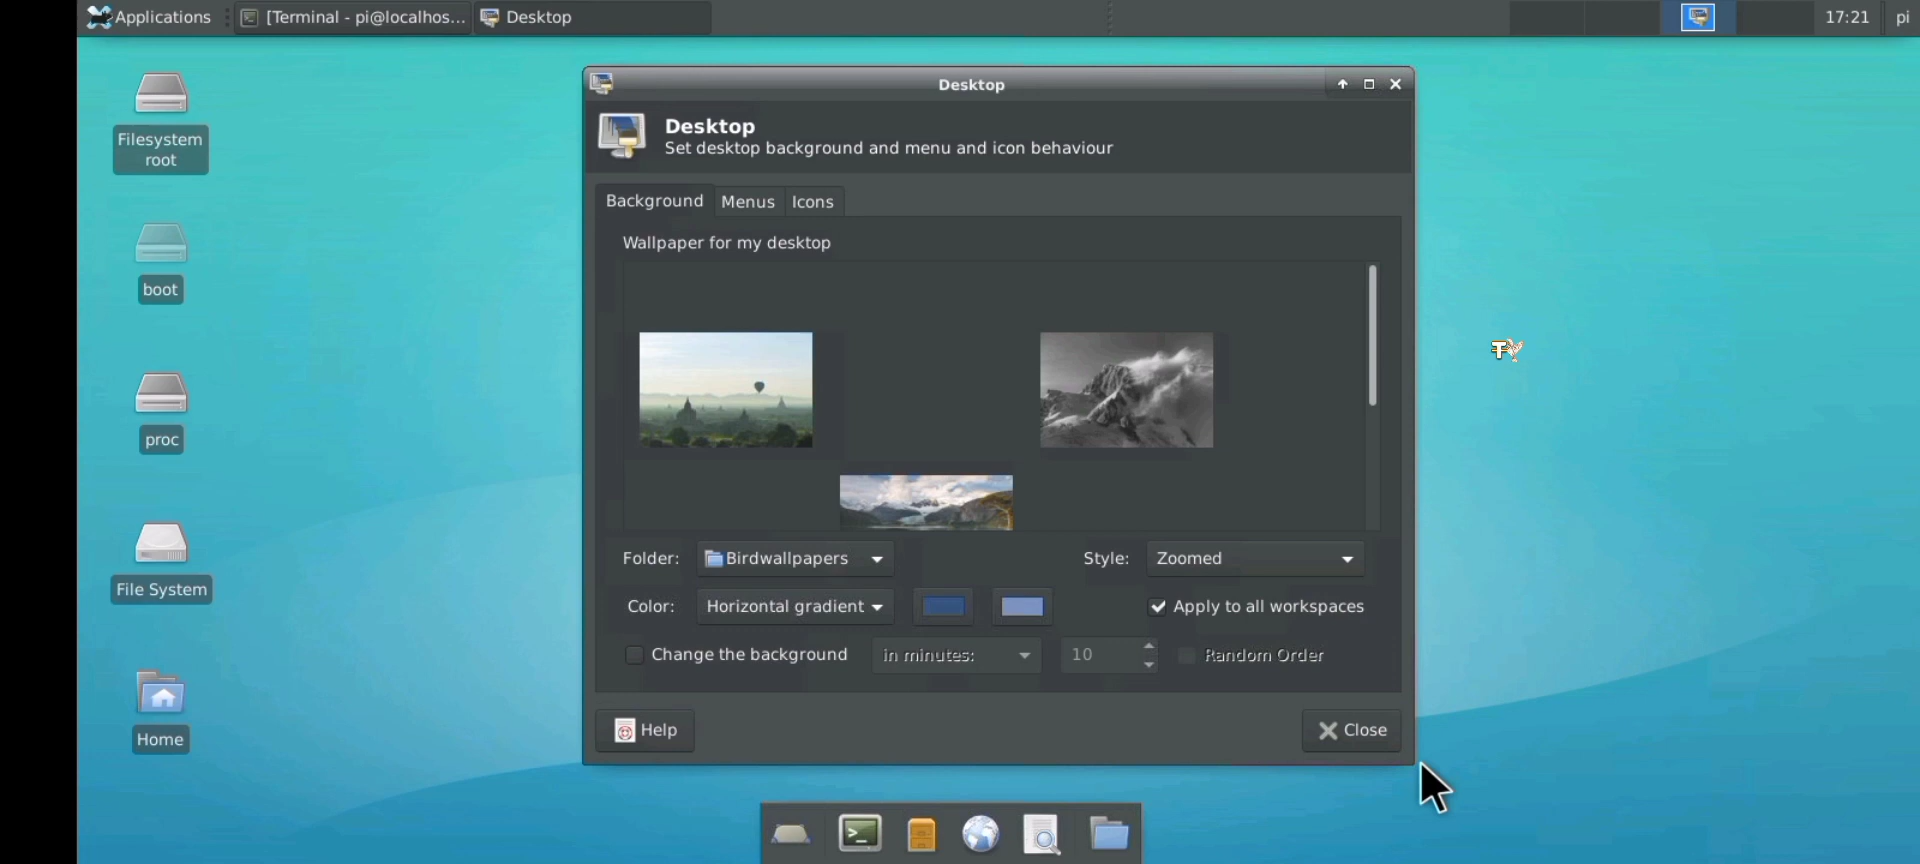 Applications
[Terminal - pi@localhos...
Desktop
17:21
pi
Filesystem
root
boot
proc
File System
Home
Desktop
Desktop
Set desktop background and menu and icon behaviour
Background
Menus
Icons
Wallpaper for my desktop
Folder:
Birdwallpapers
Style:
Zoomed
Color:
Horizontal gradient
Apply to all workspaces
Change the background
in minutes:
10
Random Order
Help
Close